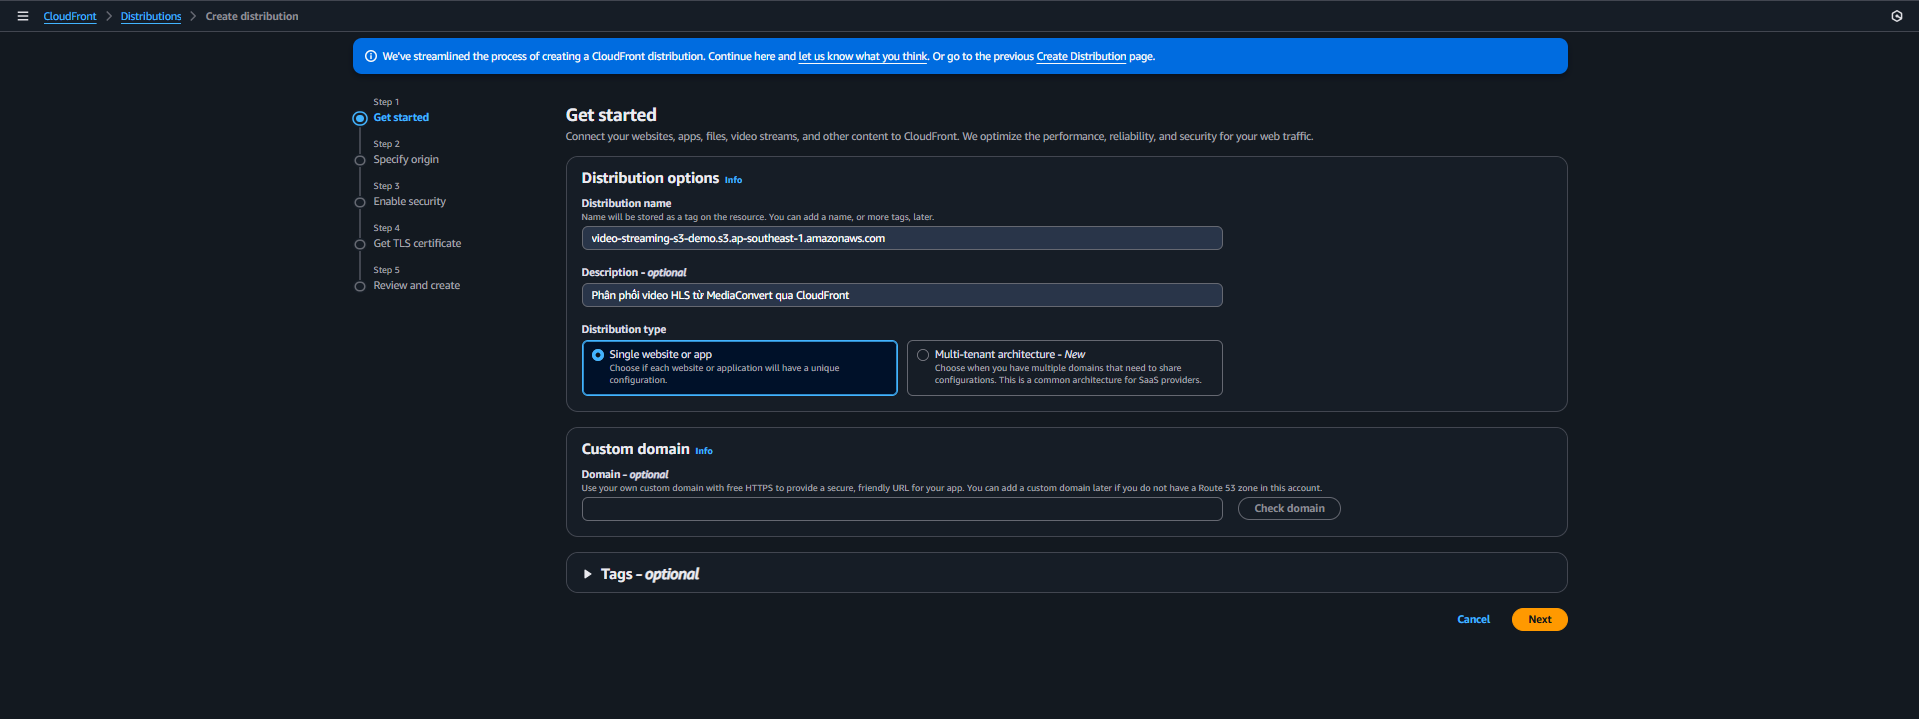 CloudFront > Distributions > Create distribution
We've streamlined the process of creating a CloudFront distribution. Continue here and let us know what you think. Or go to the previous Create Distribution page.
Step 1
Get started
Step 2
Specify origin
Step 3
Enable security
Step 4
Get TLS certificate
Step 5
Review and create
Get started
Connect your websites, apps, files, video streams, and other content to CloudFront. We optimize the performance, reliability, and security for your web traffic.
Distribution options Info
Distribution name
Name will be stored as a tag on the resource. You can add a name, or more tags, later.
video-streaming-s3-demo.s3.ap-southeast-1.amazonaws.com
Description - optional
Phân phối video HLS từ MediaConvert qua CloudFront
Distribution type
Single website or app
Choose if each website or application will have a unique
configuration.
Multi-tenant architecture - New
Choose when you have multiple domains that need to share
configurations. This is a common architecture for SaaS providers.
Custom domain Info
Domain - optional
Use your own custom domain with free HTTPS to provide a secure, friendly URL for your app. You can add a custom domain later if you do not have a Route 53 zone in this account.
Check domain
Tags - optional
Cancel
Next